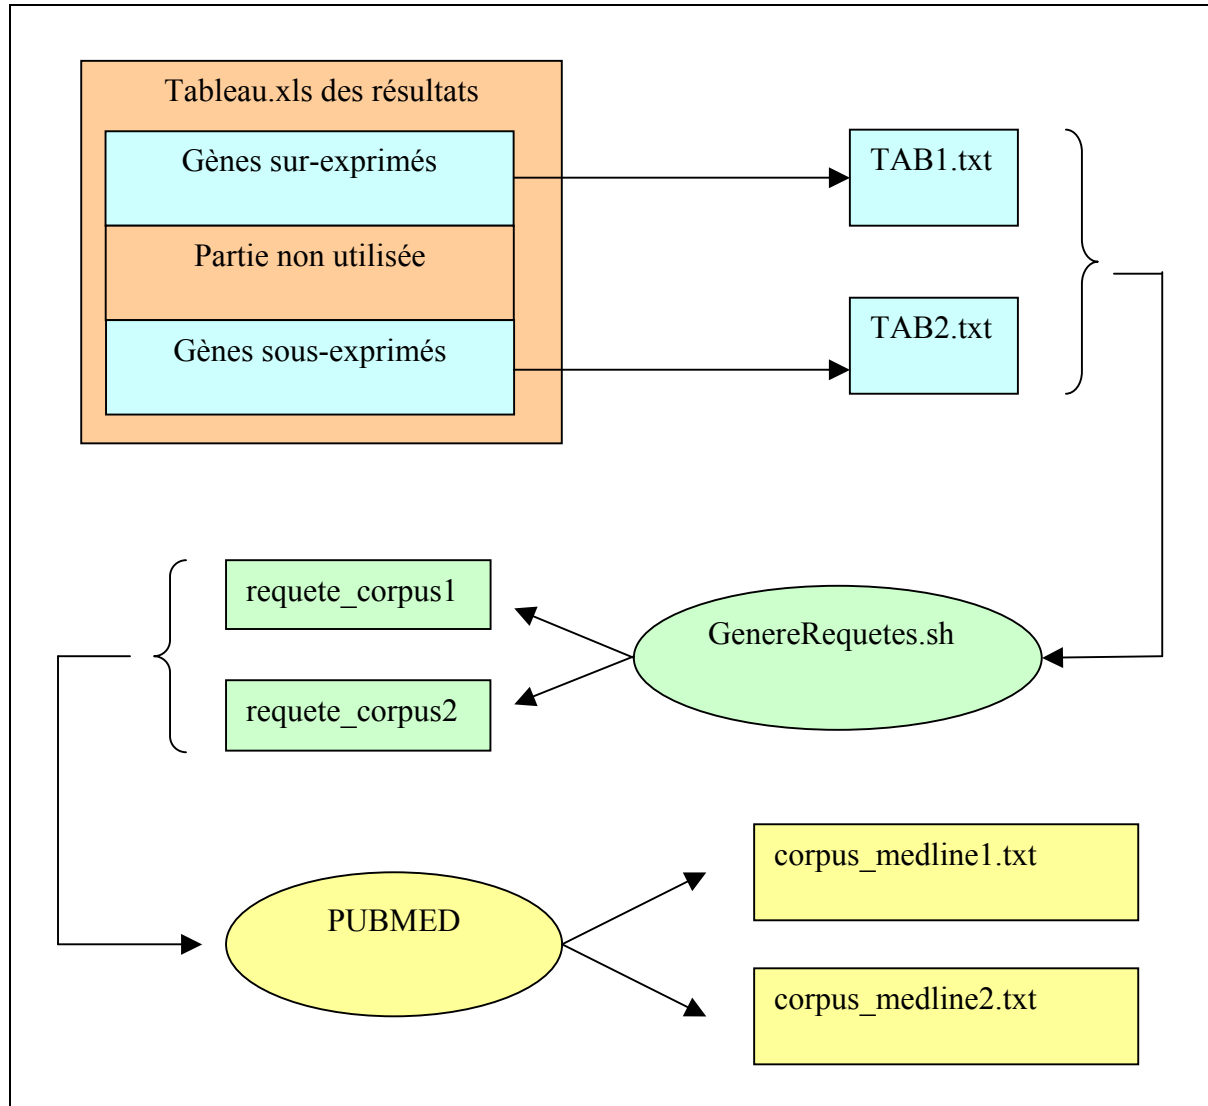 Tableau.xls des résultats
Gènes sur-exprimés
TAB1.txt
Partie non utilisée
Gènes sous-exprimés
TAB2.txt
requete_corpus1
GenereRequetes.sh
requete_corpus2
corpus_medline1.txt
PUBMED
corpus_medline2.txt